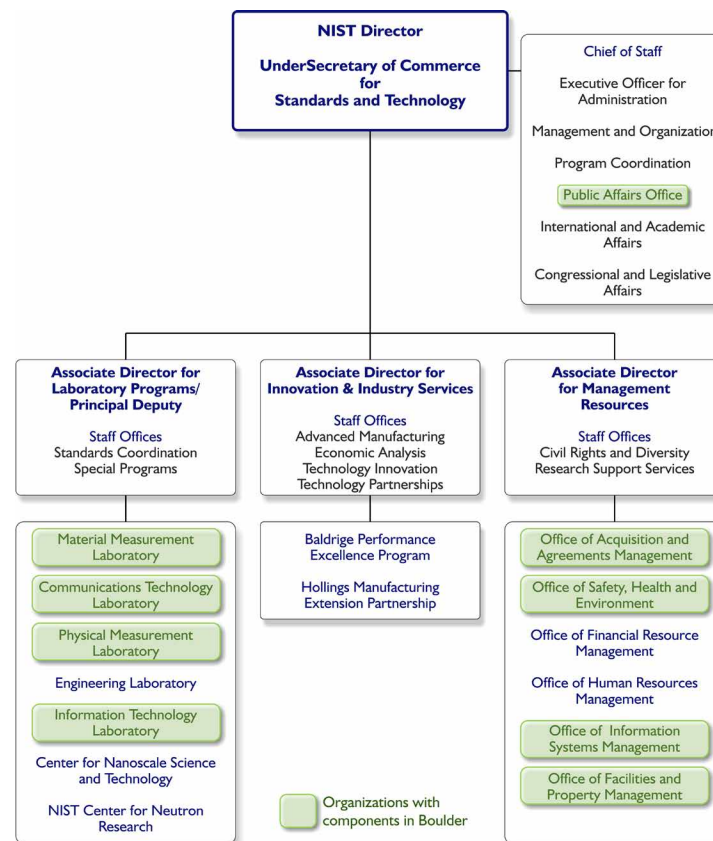 NIST Director
UnderSecretary of Commerce
for
Standards and Technology
Chief of Staff
Executive Officer for
Administration
Management and Organization
Program Coordination
Public Affairs Office
International and Academic
Affairs
Congressional and Legislative
Affairs
Associate Director for
Laboratory Programs/
Principal Deputy
Staff Offices
Standards Coordination
Special Programs
Associate Director for
Innovation & Industry Services
Staff Offices
Advanced Manufacturing
Economic Analysis
Technology Innovation
Technology Partnerships
Associate Director
for Management
Resources
Staff Offices
Civil Rights and Diversity
Research Support Services
Material Measurement
Laboratory
Communications Technology
Laboratory
Physical Measurement
Laboratory
Engineering Laboratory
Information Technology
Laboratory
Center for Nanoscale Science
and Technology
NIST Center for Neutron
Research
Baldrige Performance
Excellence Program
Hollings Manufacturing
Extension Partnership
Office of Acquisition and
Agreements Management
Office of Safety, Health and
Environment
Office of Financial Resource
Management
Office of Human Resources
Management
Office of Information
Systems Management
Office of Facilities and
Property Management
Organizations with
components in Boulder